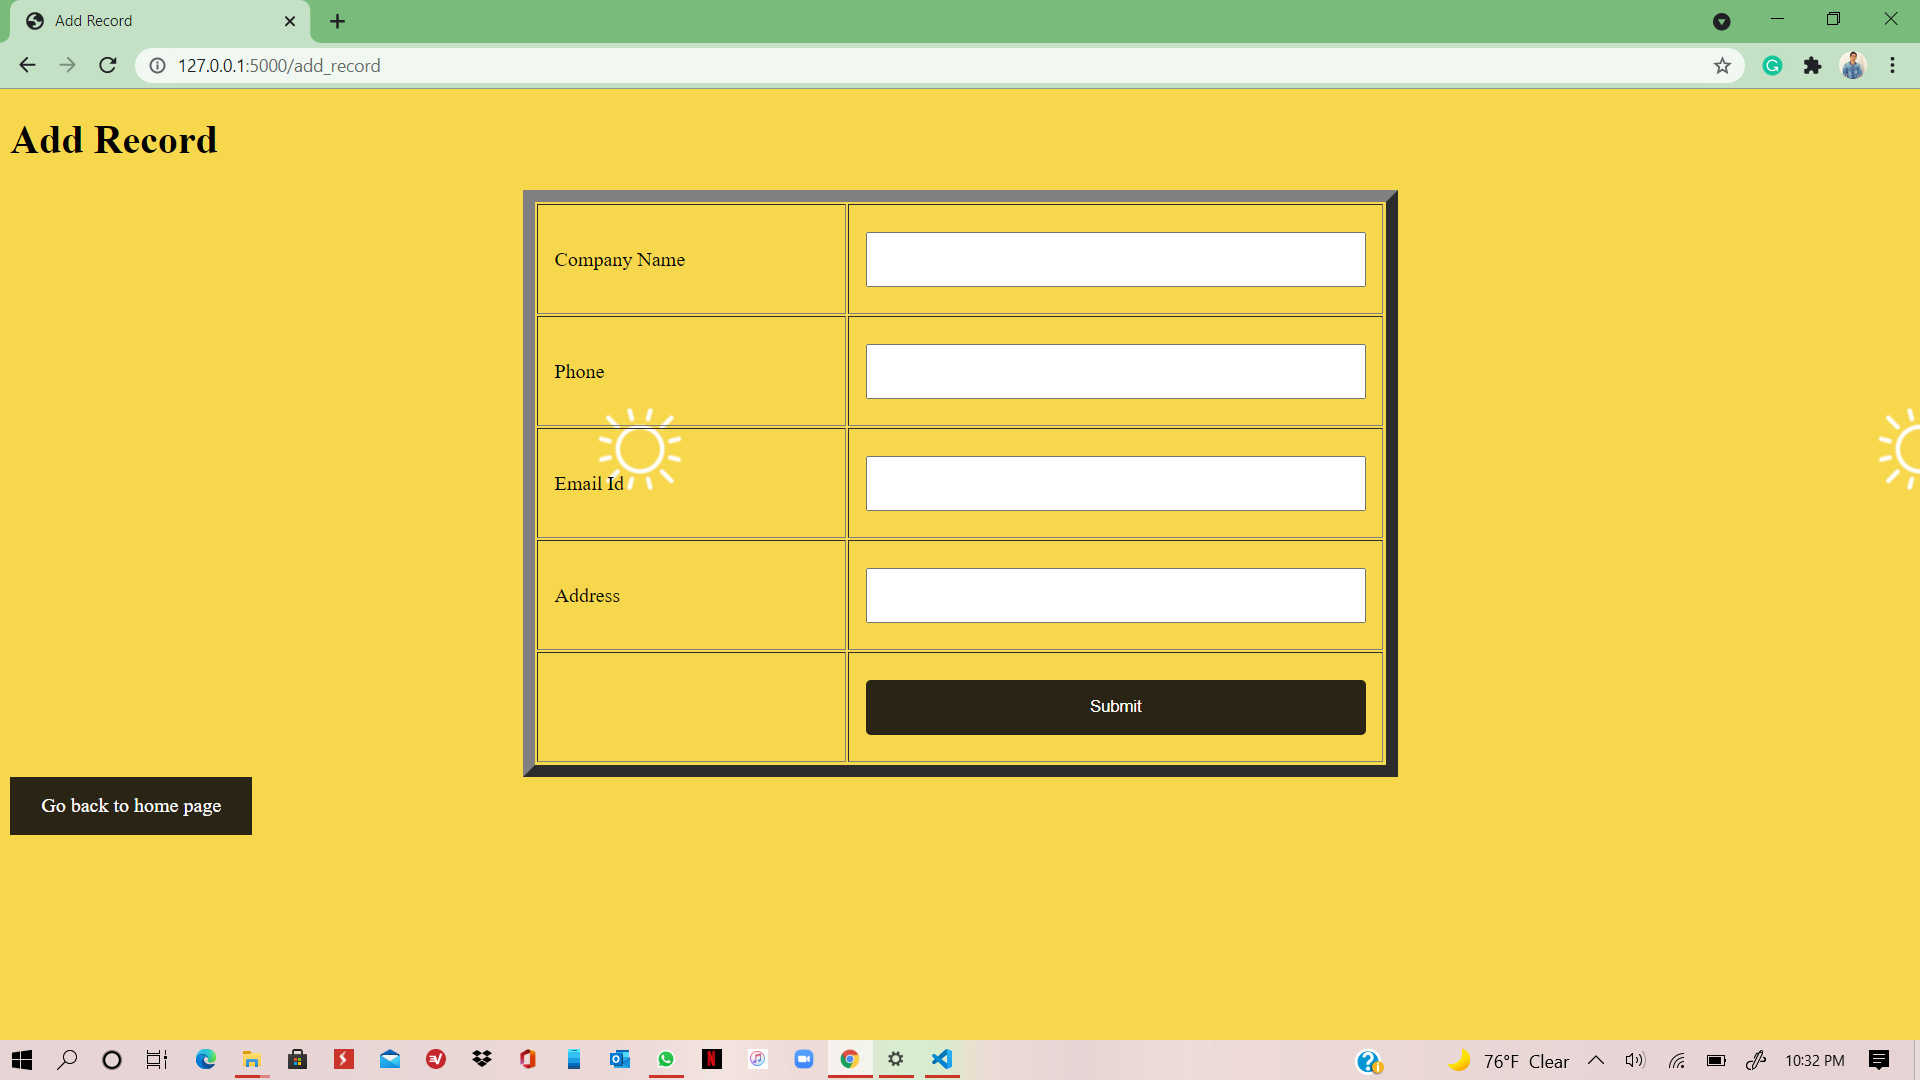 Add Record
127.0.0.1:5000/add_record
Add Record
Company Name
Phone
Email Id
Address
Submit
Go back to home page
76°F Clear
10:32 PM